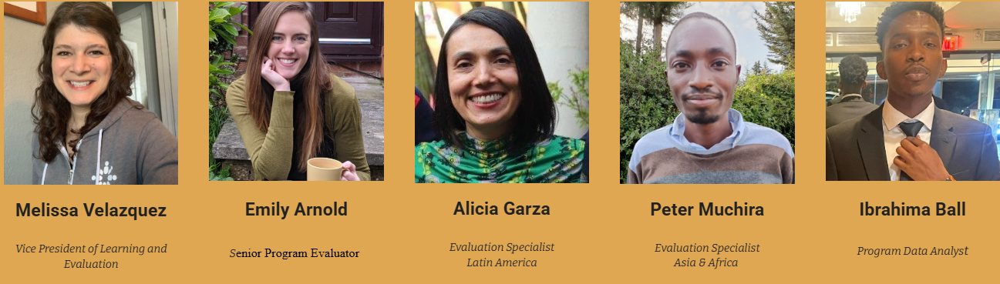 Melissa Velazquez
Emily Arnold
Alicia Garza
Peter Muchira
Ibrahima Ball
Vice President of Learning and
Evaluation
Senior Program Evaluator
Evaluation Specialist
Latin America
Evaluation Specialist
Asia & Africa
Program Data Analyst